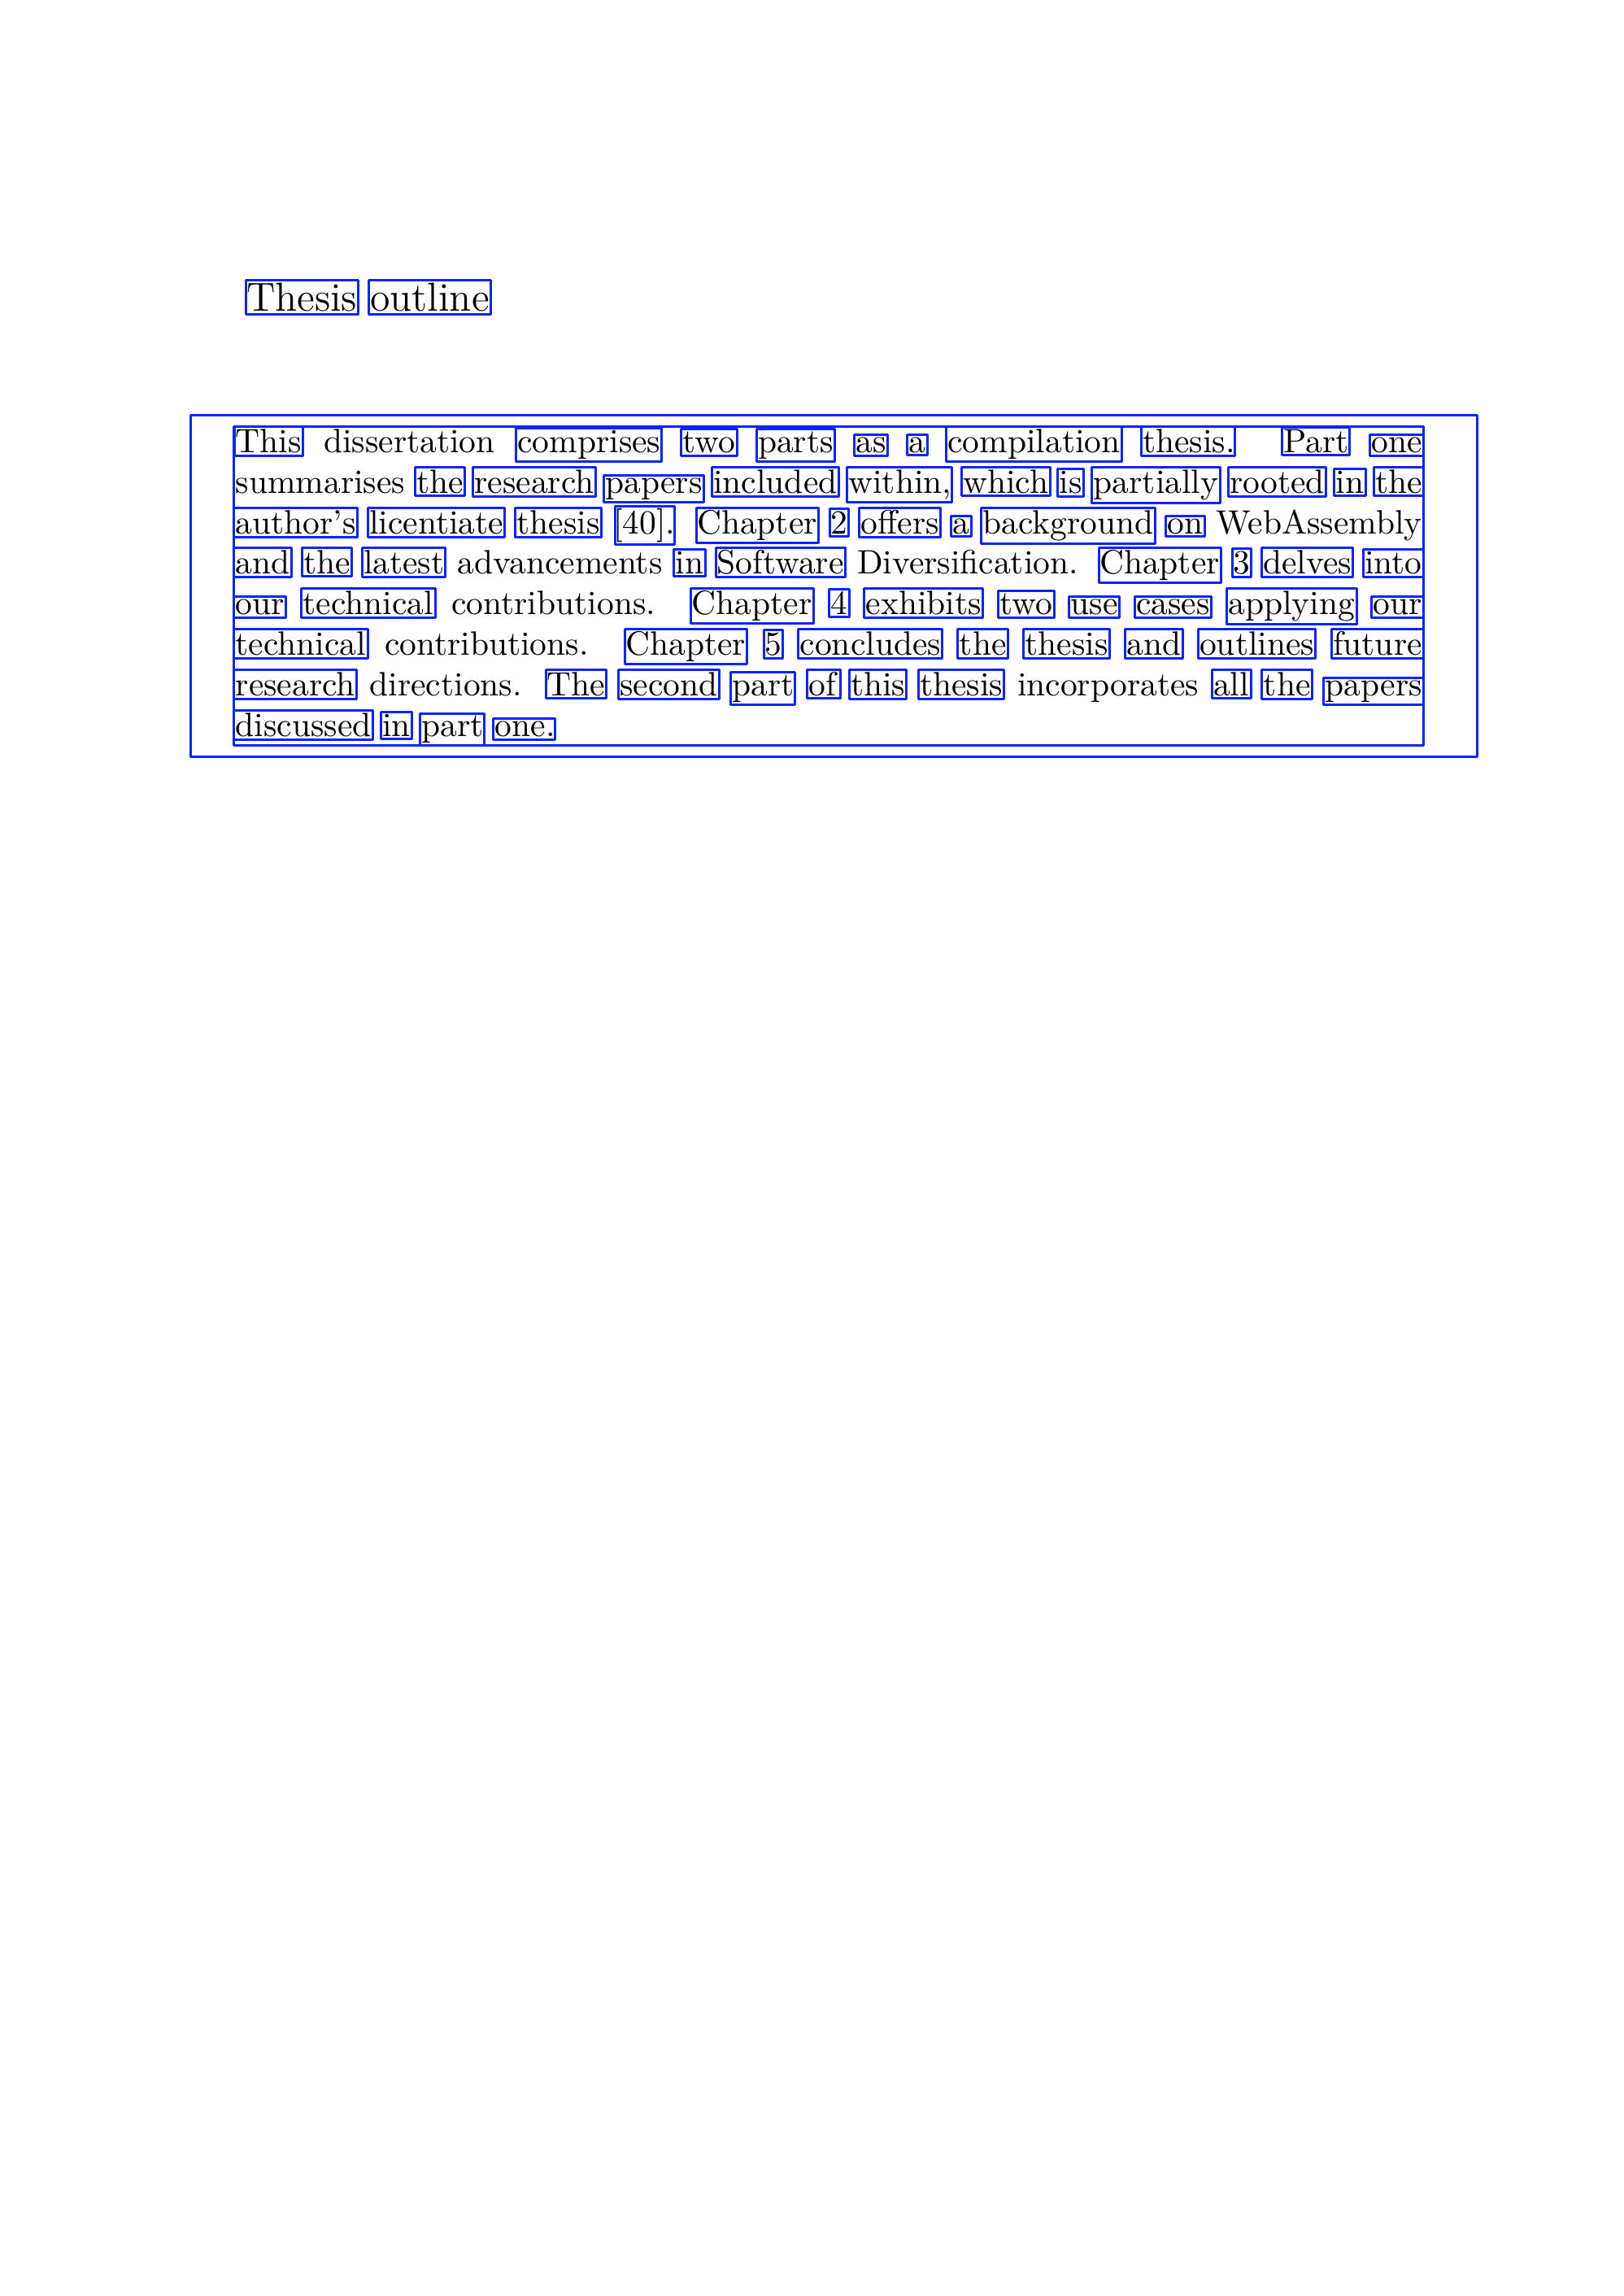 Thesis outline
This dissertation comprises two parts as a compilation thesis. Part one
summarises the research papers included within, which is partially rooted in the
author's licentiate thesis [40]. Chapter 2 offers a background on WebAssembly
and the latest advancements in Software Diversification. Chapter 3 delves into
our technical contributions. Chapter 4 exhibits two use cases applying our
technical contributions. Chapter 5 concludes the thesis and outlines future
research directions. The second part of this thesis incorporates all the papers
discussed in part one.